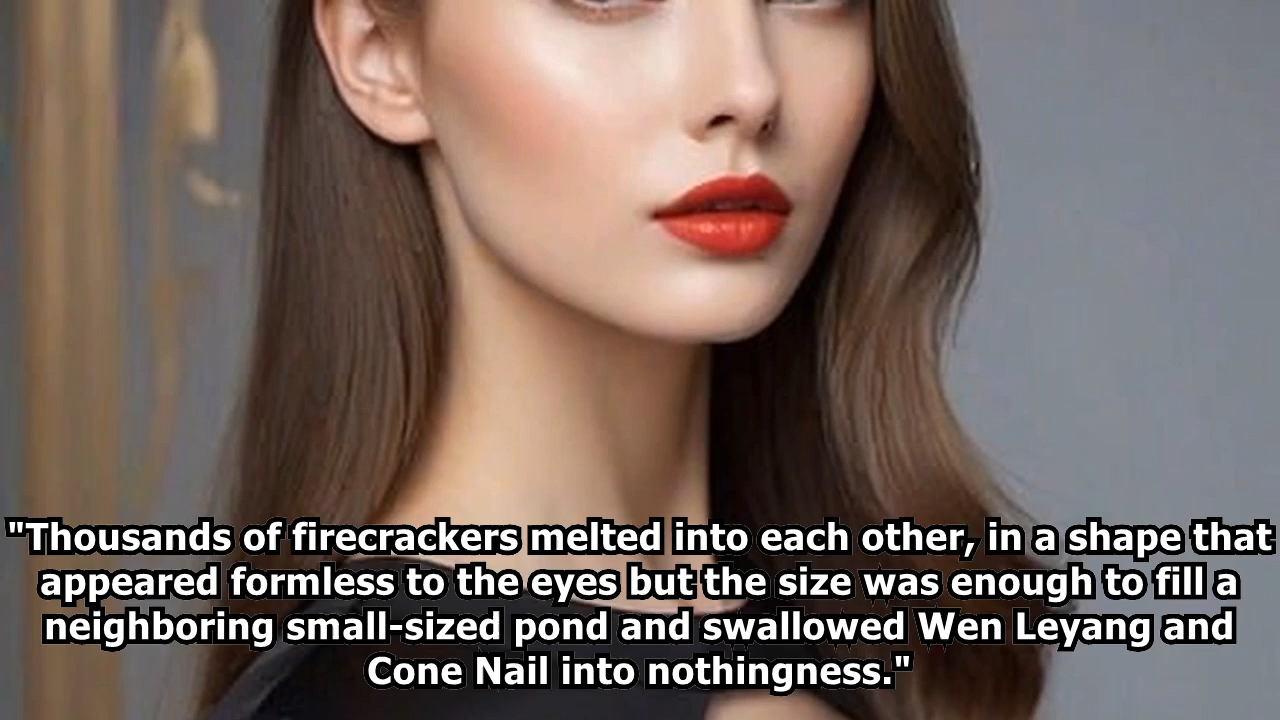 "Thousands of firecrackers melted into each other, in a shape that
appeared formless to the eyes but the size was enough to fill a
neighboring small-sized pond and swallowed Wen Leyang and
Cone Nail into nothingness."